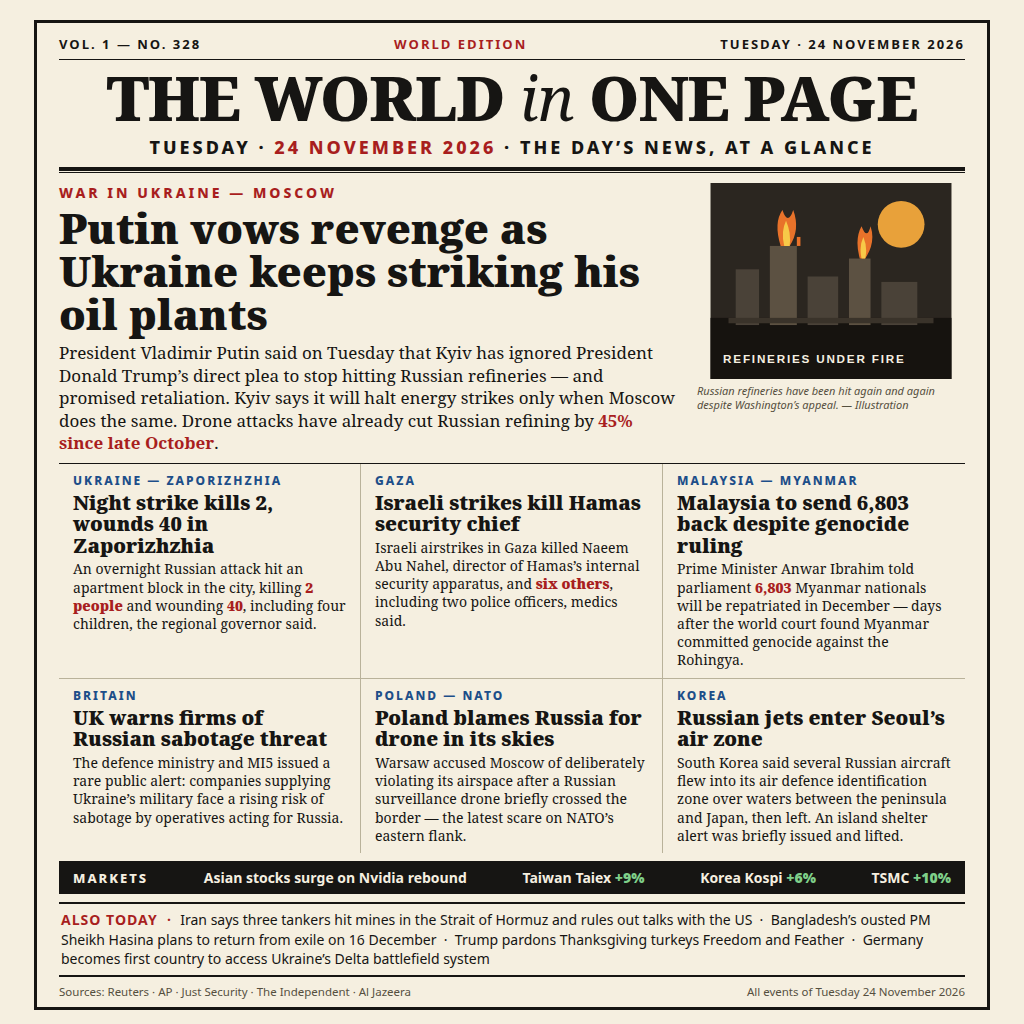 VOL. 1 — NO. 328
WORLD EDITION
TUESDAY · 24 NOVEMBER 2026
THE WORLD in ONE PAGE
TUESDAY · 24 NOVEMBER 2026 · THE DAY’S NEWS, AT A GLANCE
WAR IN UKRAINE — MOSCOW
Putin vows revenge as
Ukraine keeps striking his
oil plants
President Vladimir Putin said on Tuesday that Kyiv has ignored President
Donald Trump’s direct plea to stop hitting Russian refineries — and
promised retaliation. Kyiv says it will halt energy strikes only when Moscow
does the same. Drone attacks have already cut Russian refining by 45%
since late October.
REFINERIES UNDER FIRE
Russian refineries have been hit again and again
despite Washington’s appeal. — Illustration
UKRAINE — ZAPORIZHZHIA
Night strike kills 2,
wounds 40 in
Zaporizhzhia
An overnight Russian attack hit an
apartment block in the city, killing 2
people and wounding 40, including four
children, the regional governor said.
GAZA
Israeli strikes kill Hamas
security chief
Israeli airstrikes in Gaza killed Naeem
Abu Nahel, director of Hamas’s internal
security apparatus, and six others,
including two police officers, medics
said.
MALAYSIA — MYANMAR
Malaysia to send 6,803
back despite genocide
ruling
Prime Minister Anwar Ibrahim told
parliament 6,803 Myanmar nationals
will be repatriated in December — days
after the world court found Myanmar
committed genocide against the
Rohingya.
BRITAIN
UK warns firms of
Russian sabotage threat
The defence ministry and MI5 issued a
rare public alert: companies supplying
Ukraine’s military face a rising risk of
sabotage by operatives acting for Russia.
POLAND — NATO
Poland blames Russia for
drone in its skies
Warsaw accused Moscow of deliberately
violating its airspace after a Russian
surveillance drone briefly crossed the
border — the latest scare on NATO’s
eastern flank.
KOREA
Russian jets enter Seoul’s
air zone
South Korea said several Russian aircraft
flew into its air defence identification
zone over waters between the peninsula
and Japan, then left. An island shelter
alert was briefly issued and lifted.
MARKETS
Asian stocks surge on Nvidia rebound
Taiwan Taiex +9%
Korea Kospi +6%
TSMC +10%
ALSO TODAY · Iran says three tankers hit mines in the Strait of Hormuz and rules out talks with the US · Bangladesh’s ousted PM
Sheikh Hasina plans to return from exile on 16 December · Trump pardons Thanksgiving turkeys Freedom and Feather · Germany
becomes first country to access Ukraine’s Delta battlefield system
Sources: Reuters · AP · Just Security · The Independent · Al Jazeera
All events of Tuesday 24 November 2026